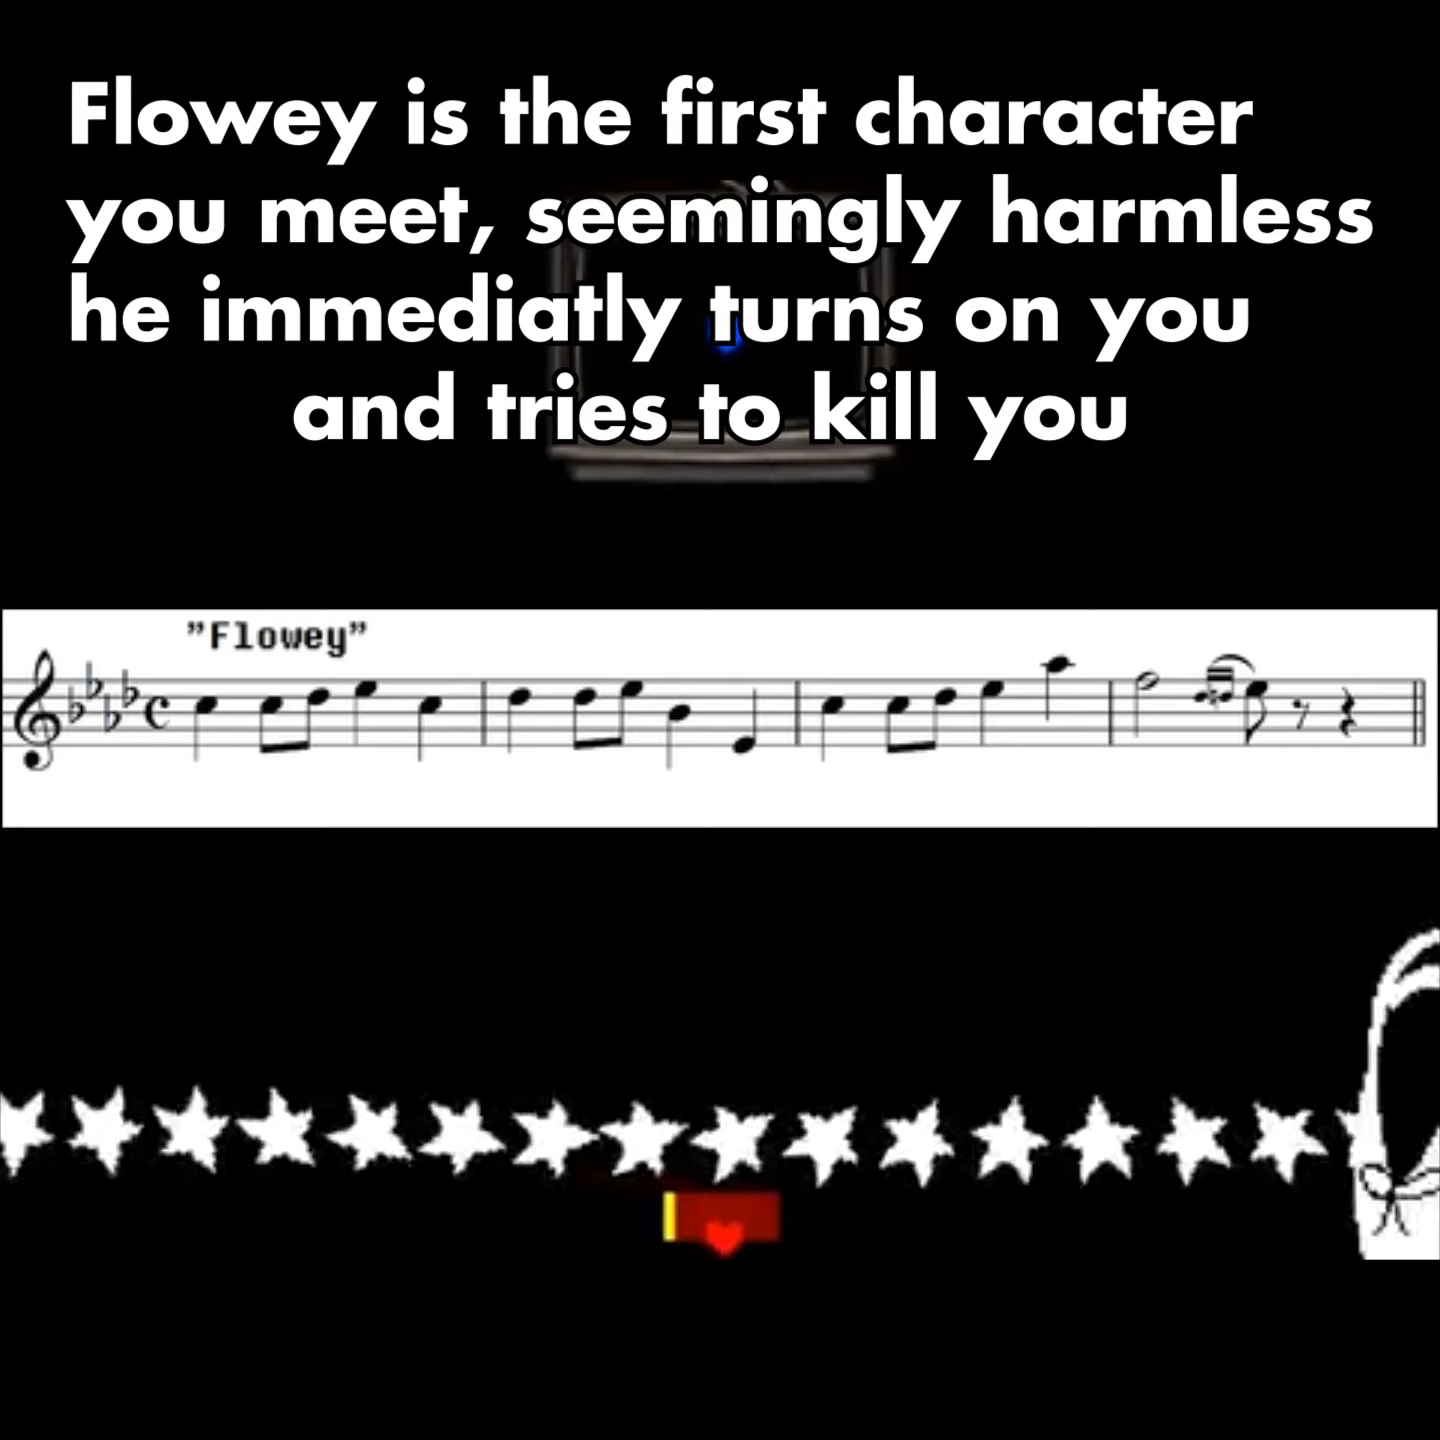 Flowey is the first character
you meet, seemingly harmless
he immediatly turns on you
and tries to kill you
"Flowey"